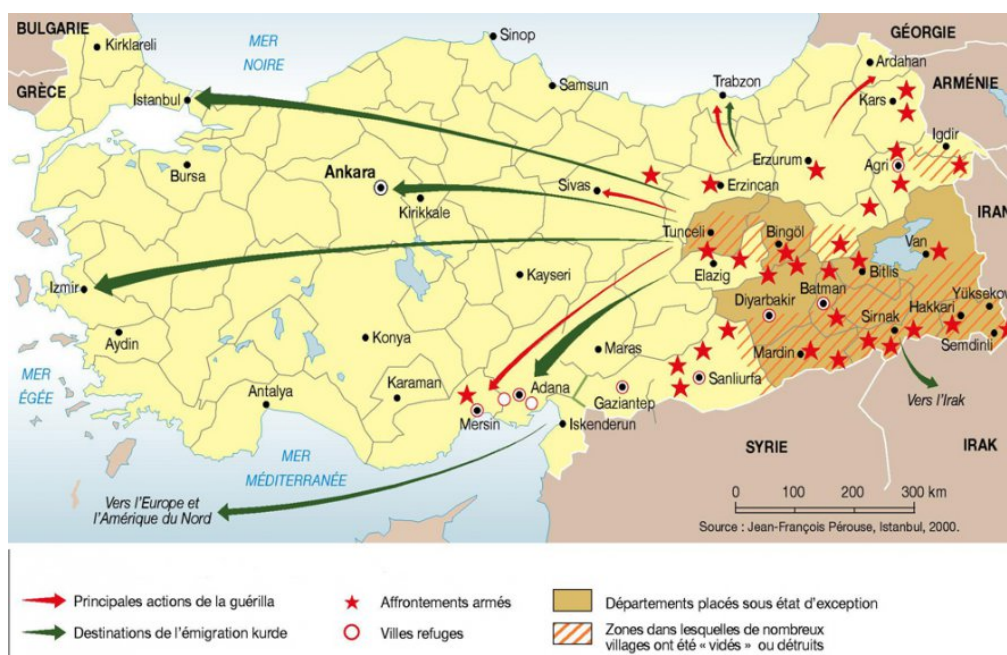 BULGARIE
Kirklareli
MER
NOIRE
Sinop
GÉORGIE
Ardahan
GRÈCE
Istanbul
Samsun
Trabzon
Kars
ARMÉNIE
Igdir
Bursa
Ankara
Kirikkale
Sivas
Erzincan
Erzurum
Agri
IRAN
Tunceli
Bingöl
Van
Elazig
Bitlis
Izmir
Kayseri
Diyarbakir
Batman
Hakkari
Yüksekova
Sirnak
Semdinli
Aydin
Konya
Maras
Mardin
MER
ÉGÉE
Antalya
Karaman
Mersin
Adana
Gaziantep
Sanliurfa
Vers l'Irak
Iskenderun
MER
MÉDITERRANÉE
SYRIE
IRAK
Vers l'Europe et
l'Amérique du Nord
0 100 200 300 km
Source : Jean-François Pérouse, Istanbul, 2000.
Principales actions de la guérilla
Destinations de l'émigration kurde
Affrontements armés
Villes refuges
Départements placés sous état d'exception
Zones dans lesquelles de nombreux
villages ont été « vidés » ou détruits